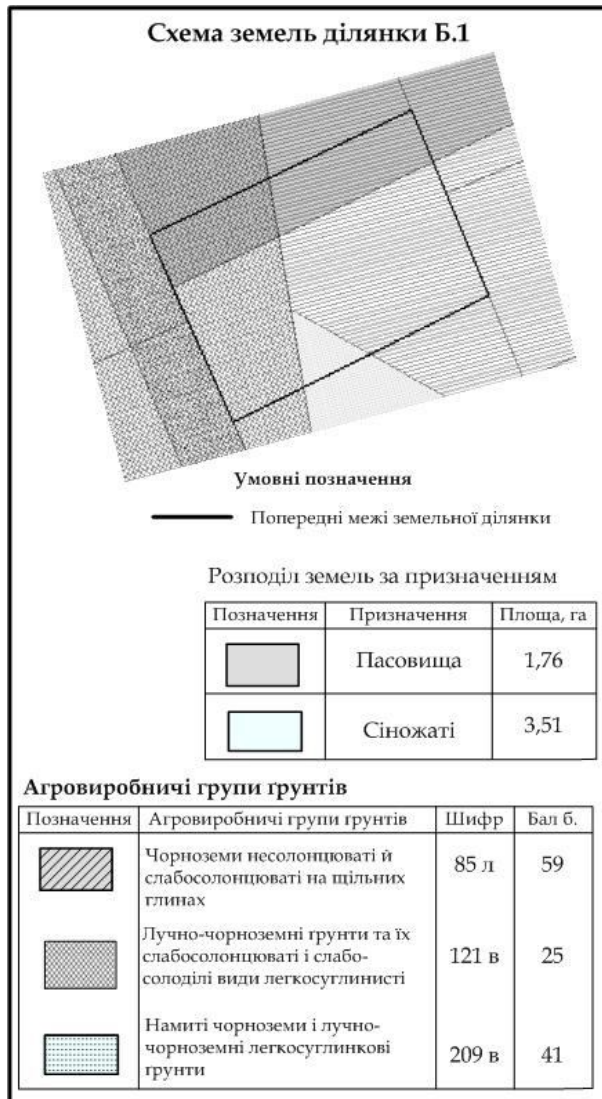 Схема земель ділянки Б.1
Умовні позначення
Попередні межі земельної ділянки
Розподіл земель за призначенням
Позначення Призначення Площа, га
Пасовища 1,76
Сіножаті 3,51
Агровиробничі групи ґрунтів
Позначення Агровиробничі групи ґрунтів Шифр Бал б.
Чорноземи несолонцюваті й
слабосолонцюваті на щільних
глинах
85 л 59
Лучно-чорноземні ґрунти та їх
слабосолонцюваті і слабо-
солоділі види легкосуглинисті
121 в 25
Намиті чорноземи і лучно-
чорноземні легкосуглинкові
ґрунти
209 в 41